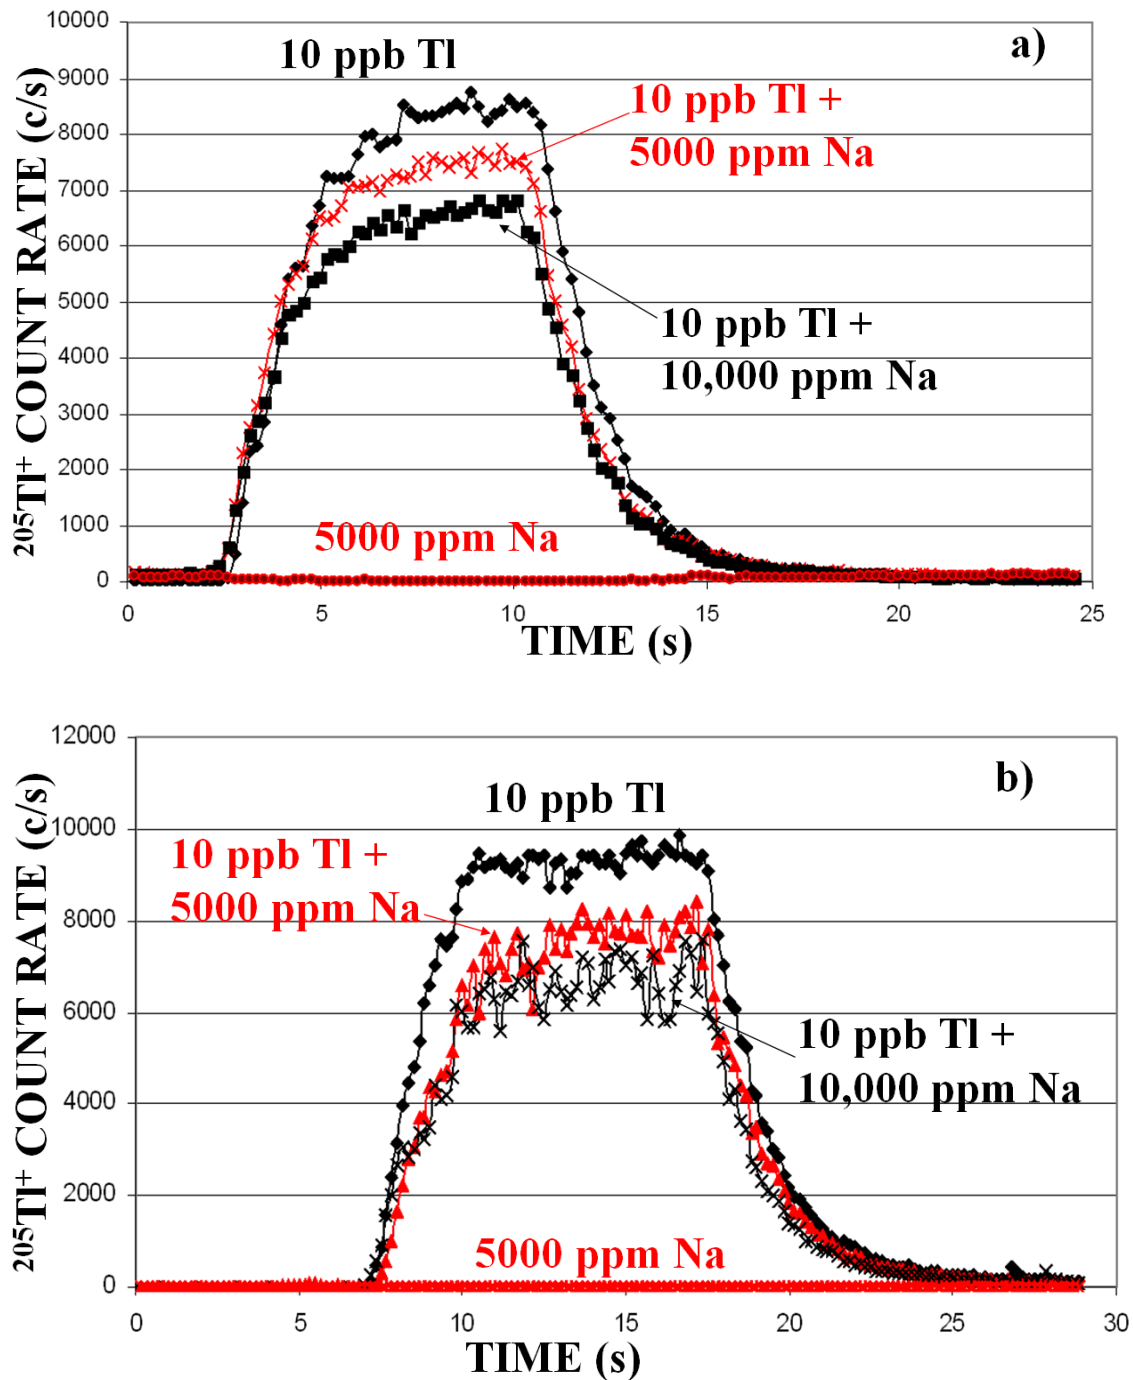 10000
9000
8000
7000
6000
5000
4000
3000
2000
1000
0
²⁰⁵Tl⁺ COUNT RATE (c/s)
a)
10 ppb Tl
10 ppb Tl +
5000 ppm Na
10 ppb Tl +
10,000 ppm Na
5000 ppm Na
0 5 10 15 20 25
TIME (s)
12000
10000
8000
6000
4000
2000
0
²⁰⁵Tl⁺ COUNT RATE (c/s)
b)
10 ppb Tl
10 ppb Tl +
5000 ppm Na
10 ppb Tl +
10,000 ppm Na
5000 ppm Na
0 5 10 15 20 25 30
TIME (s)